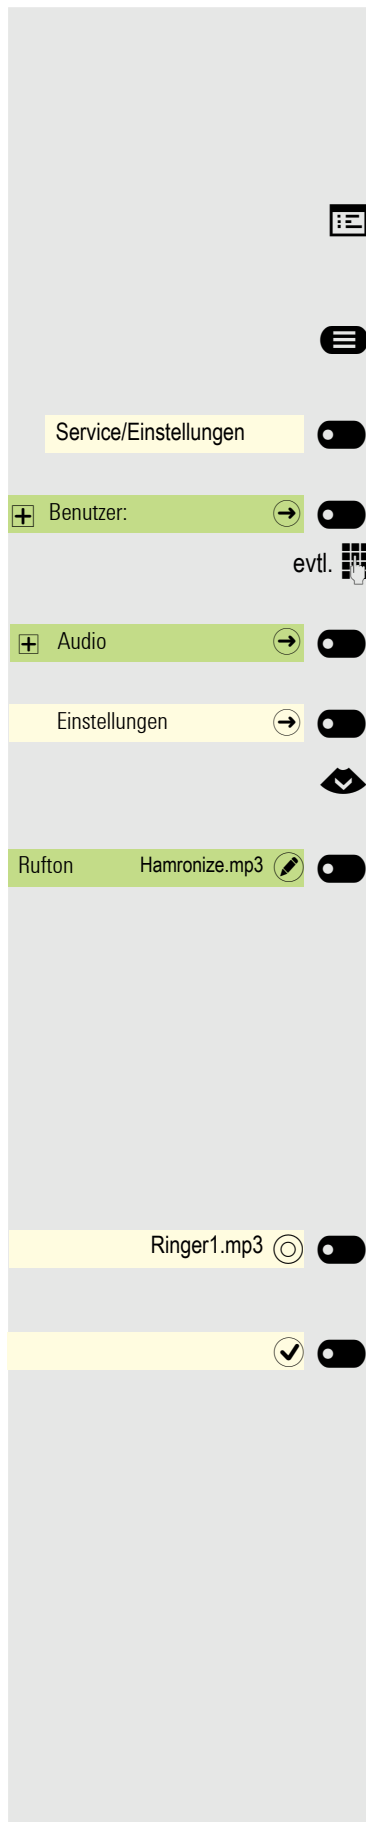 Service/Einstellungen
Benutzer:
evtl.
Audio
Einstellungen
Rufton Hamronize.mp3
Ringer1.mp3